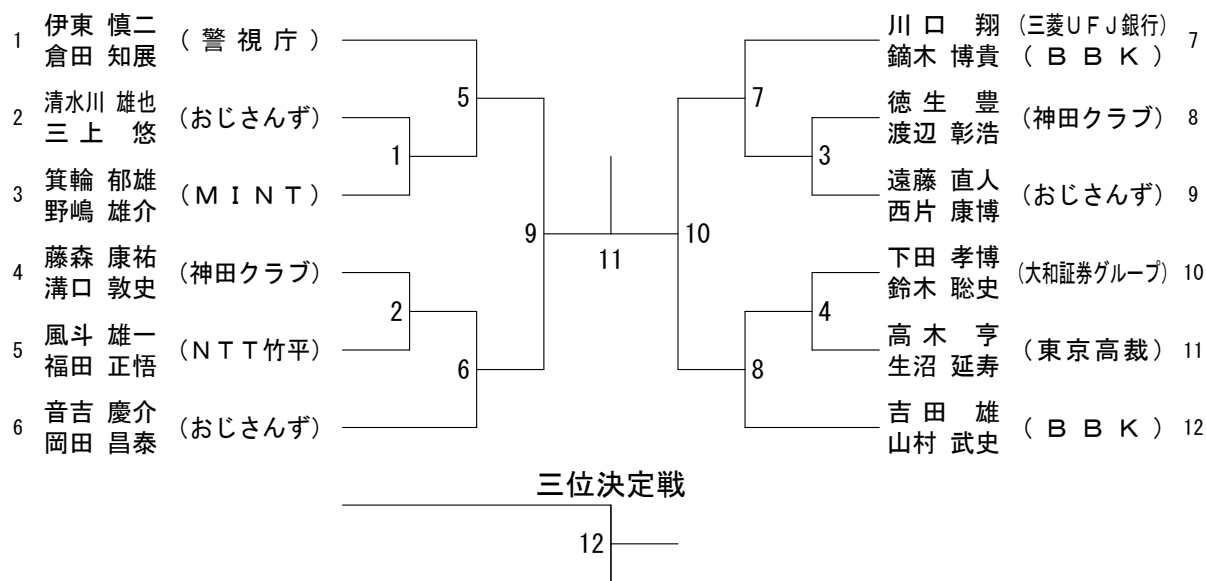 1 伊東 慎二 (警視庁)
倉田 知展
2 清水川 雄也 (おじさんず)
三上 悠
3 箕輪 郁雄 (ＭＩＮＴ)
野嶋 雄介
4 藤森 康祐 (神田クラブ)
溝口 敦史
5 風斗 雄一 (ＮＴＴ竹平)
福田 正悟
6 音吉 慶介 (おじさんず)
岡田 昌泰
5
1
2
6
9
11
10
7
3
4
8
川口 翔 (三菱ＵＦＪ銀行) 7
鏑木 博貴 (ＢＢＫ)
徳生 豊 (神田クラブ) 8
渡辺 彰浩
遠藤 直人 (おじさんず) 9
西片 康博
下田 孝博 (大和証券グループ) 10
鈴木 聡史
高木 亨 (東京高裁) 11
生沼 延寿
吉田 雄 (ＢＢＫ) 12
山村 武史
三位決定戦
12